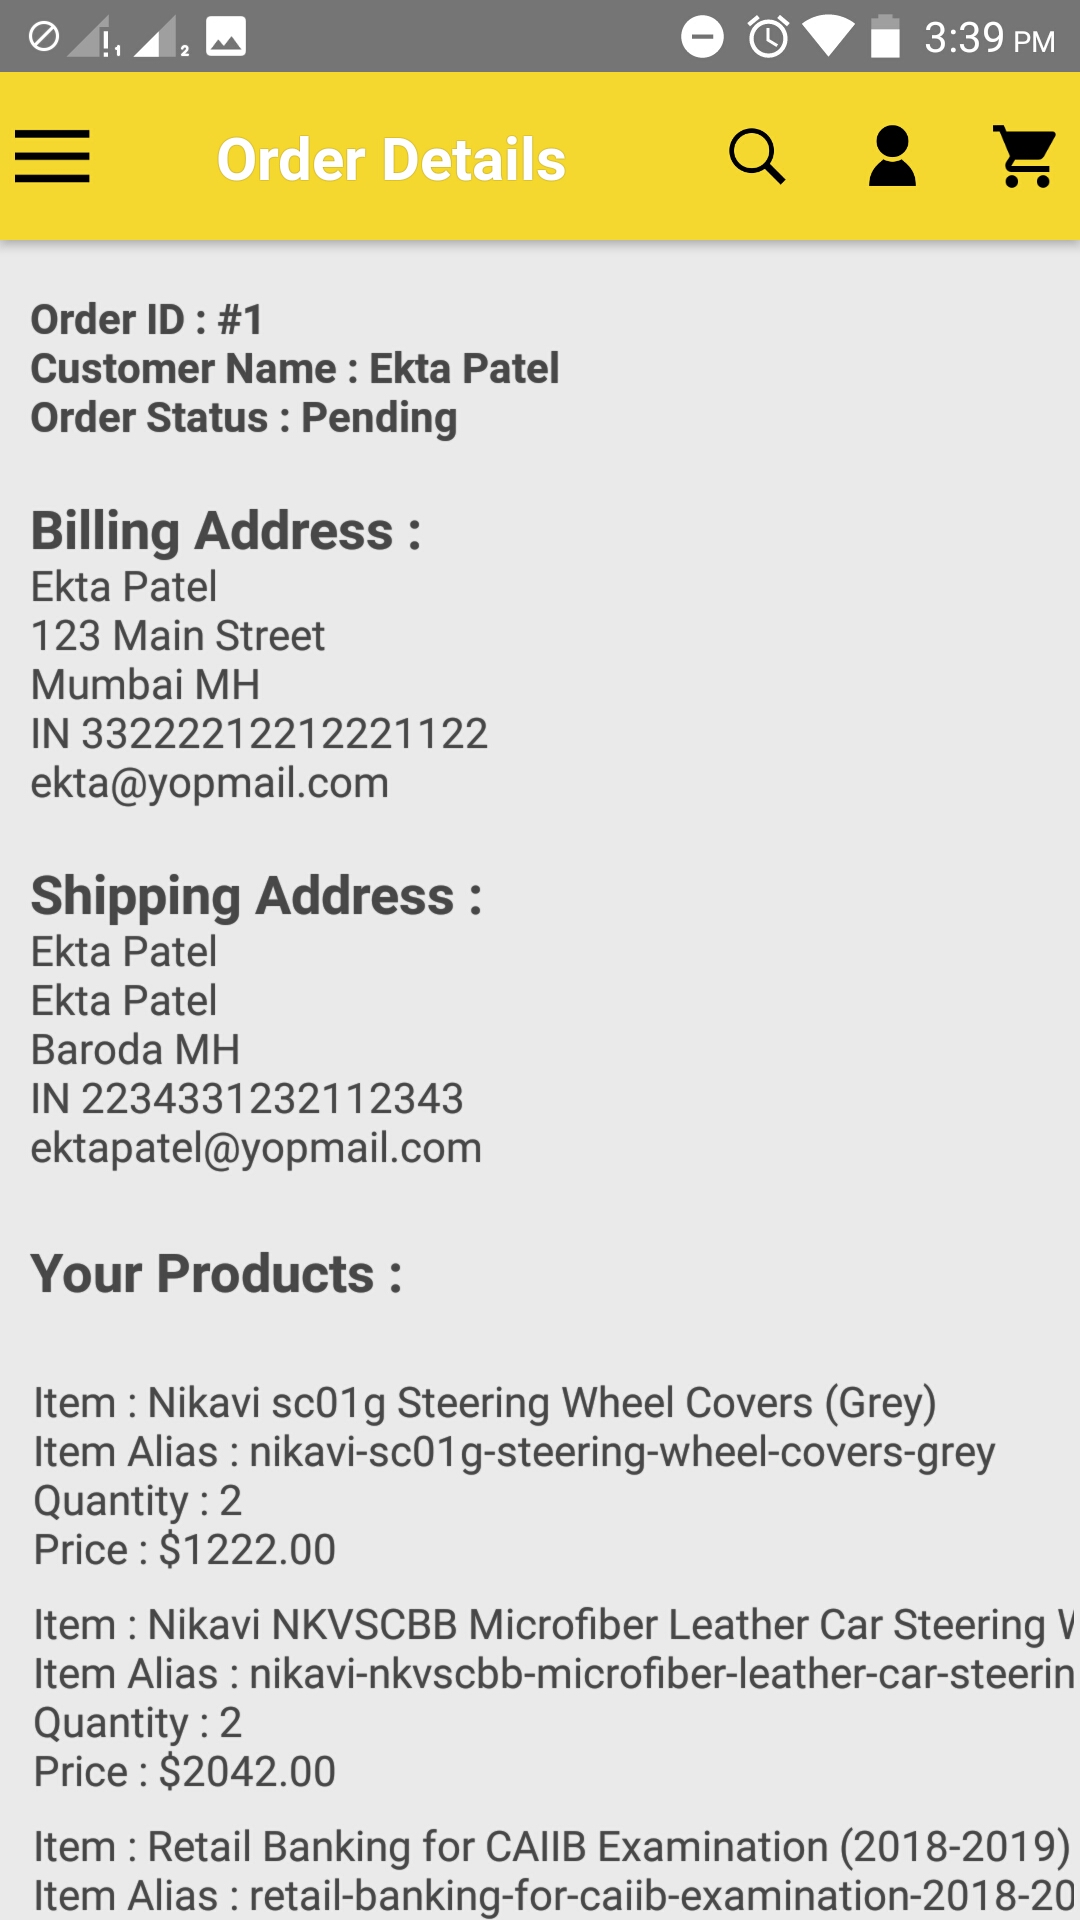 1 2 3:39 PM
Order Details
Order ID : #1
Customer Name : Ekta Patel
Order Status : Pending
Billing Address :
Ekta Patel
123 Main Street
Mumbai MH
IN 33222212212221122
ekta@yopmail.com
Shipping Address :
Ekta Patel
Ekta Patel
Baroda MH
IN 2234331232112343
ektapatel@yopmail.com
Your Products :
Item : Nikavi sc01g Steering Wheel Covers (Grey)
Item Alias : nikavi-sc01g-steering-wheel-covers-grey
Quantity : 2
Price : $1222.00
Item : Nikavi NKVSCBB Microfiber Leather Car Steering
Item Alias : nikavi-nkvscbb-microfiber-leather-car-steerin
Quantity : 2
Price : $2042.00
Item : Retail Banking for CAIIB Examination (2018-2019)
Item Alias : retail-banking-for-caiib-examination-2018-20